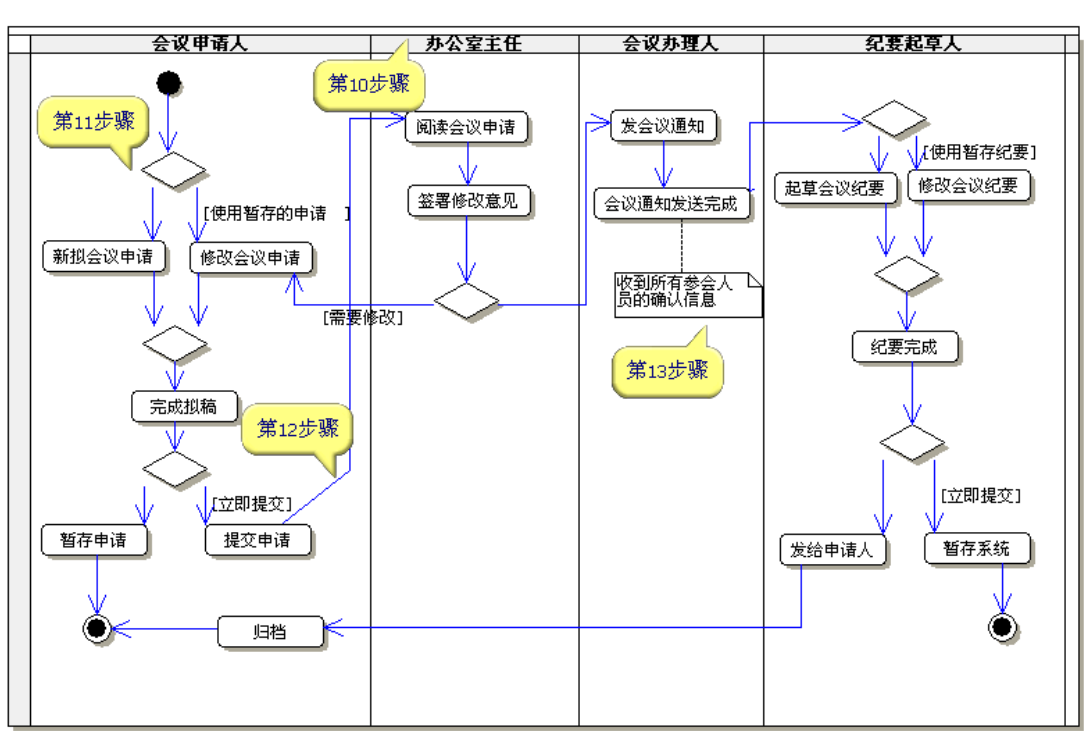 会议申请人
办公室主任
会议办理人
纪要起草人
第10步骤
第11步骤
阅读会议申请
发会议通知
[使用暂存纪要]
起草会议纪要
修改会议纪要
签署修改意见
会议通知发送完成
[使用暂存的申请 ]
新拟会议申请
修改会议申请
收到所有参会人
员的确认信息
[需要修改]
纪要完成
第13步骤
完成拟稿
第12步骤
[立即提交]
[立即提交]
暂存申请
提交申请
发给申请人
暂存系统
归档